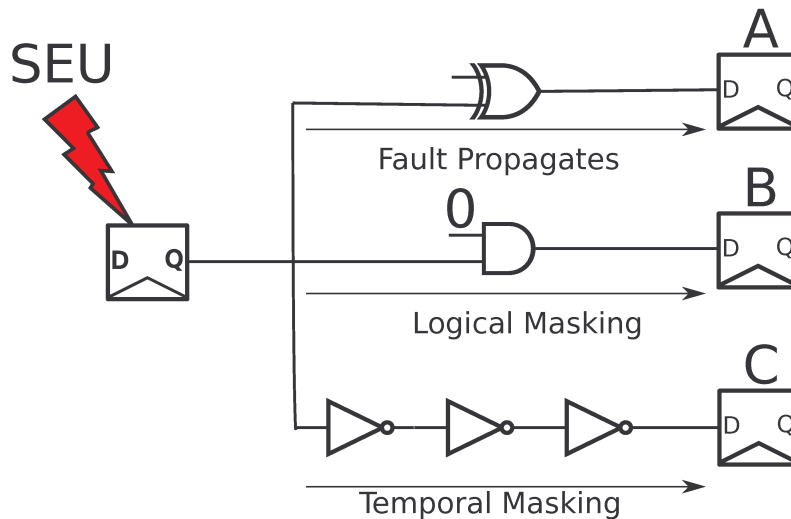 SEU
A
D Q
Fault Propagates
0
B
D Q
D Q
Logical Masking
C
D Q
Temporal Masking